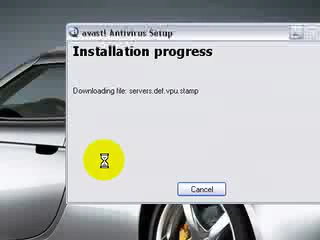 avast! Antivirus Setup
Installation progress
Downloading file: servers.def.vpu.stamp
Cancel